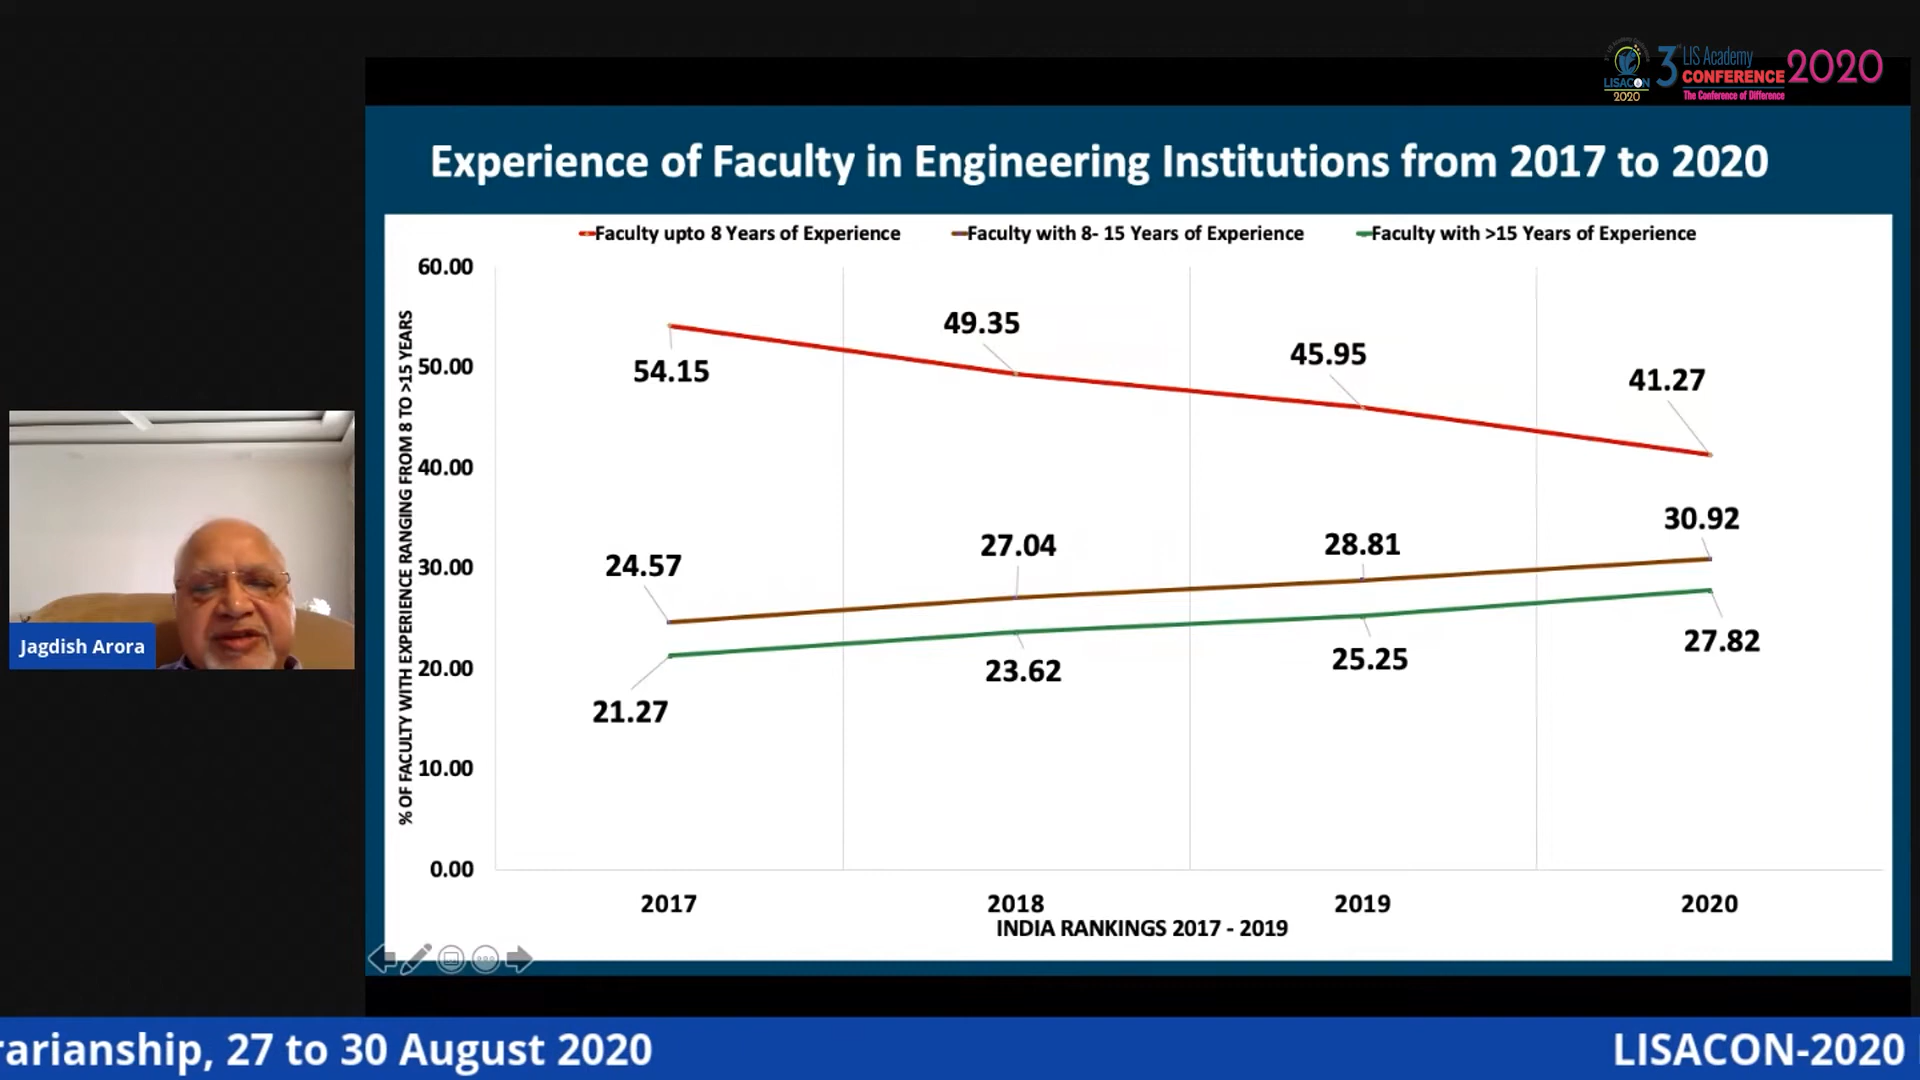 LISACON
2020
3rd LIS Academy
CONFERENCE 2020
The Conference of Difference
Experience of Faculty in Engineering Institutions from 2017 to 2020
Faculty upto 8 Years of Experience
Faculty with 8- 15 Years of Experience
Faculty with >15 Years of Experience
% OF FACULTY WITH EXPERIENCE RANGING FROM 8 TO >15 YEARS
60.00
50.00
40.00
30.00
20.00
10.00
0.00
54.15
49.35
45.95
41.27
24.57
27.04
28.81
30.92
21.27
23.62
25.25
27.82
2017 2018 2019 2020
INDIA RANKINGS 2017 - 2019
Jagdish Arora
rarianship, 27 to 30 August 2020
LISACON-2020